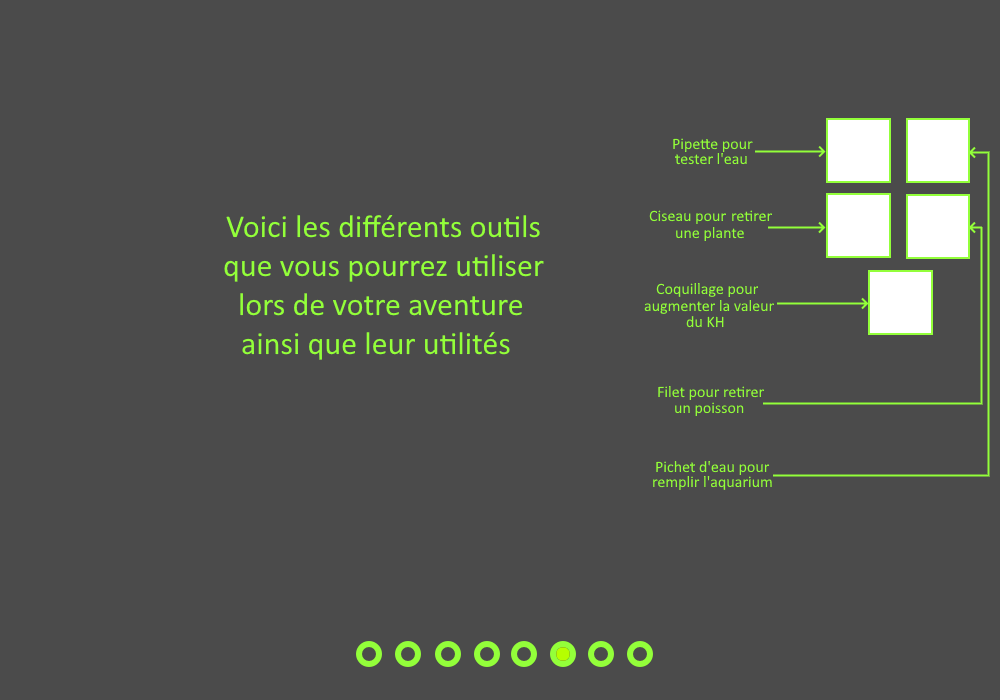 Voici les différents outils
que vous pourrez utiliser
lors de votre aventure
ainsi que leur utilités
Pipette pour
tester l'eau
Ciseau pour retirer
une plante
Coquillage pour
augmenter la valeur
du KH
Filet pour retirer
un poisson
Pichet d'eau pour
remplir l'aquarium